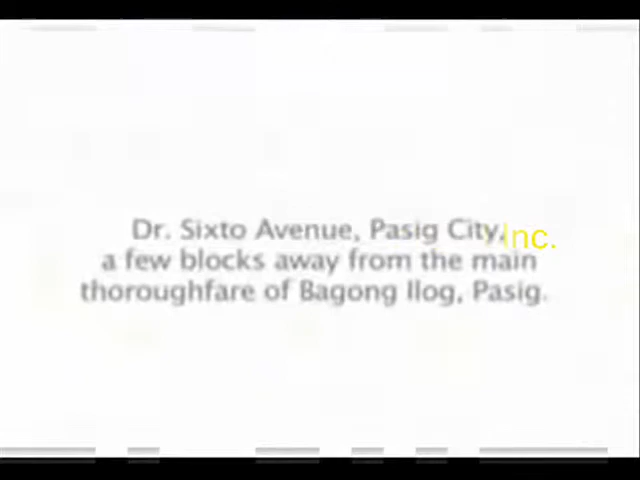 Dr. Sixto Avenue, Pasig City,
Inc.
a few blocks away from the main
thoroughfare of Bagong Ilog, Pasig.